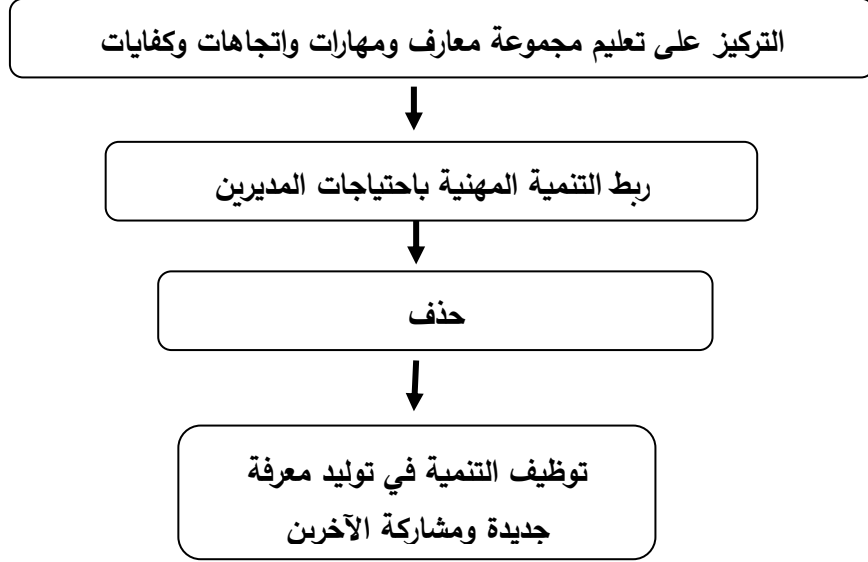 التركيز على تعليم مجموعة معارف ومهارات واتجاهات وكفايات
ربط التنمية المهنية باحتياجات المديرين
حذف
توظيف التنمية في توليد معرفة
جديدة ومشاركة الآخرين